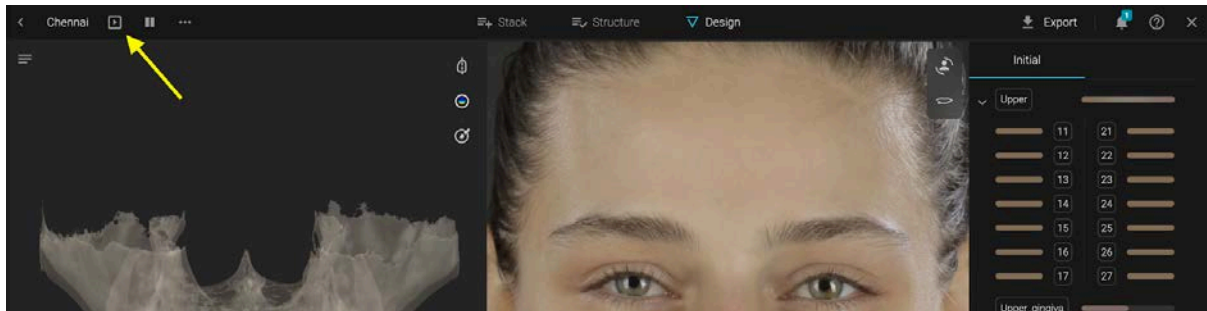 Chennai
Stack
Structure
Design
Export
1
Initial
Upper
11 21
12 22
13 23
14 24
15 25
16 26
17 27
Upper gingiva